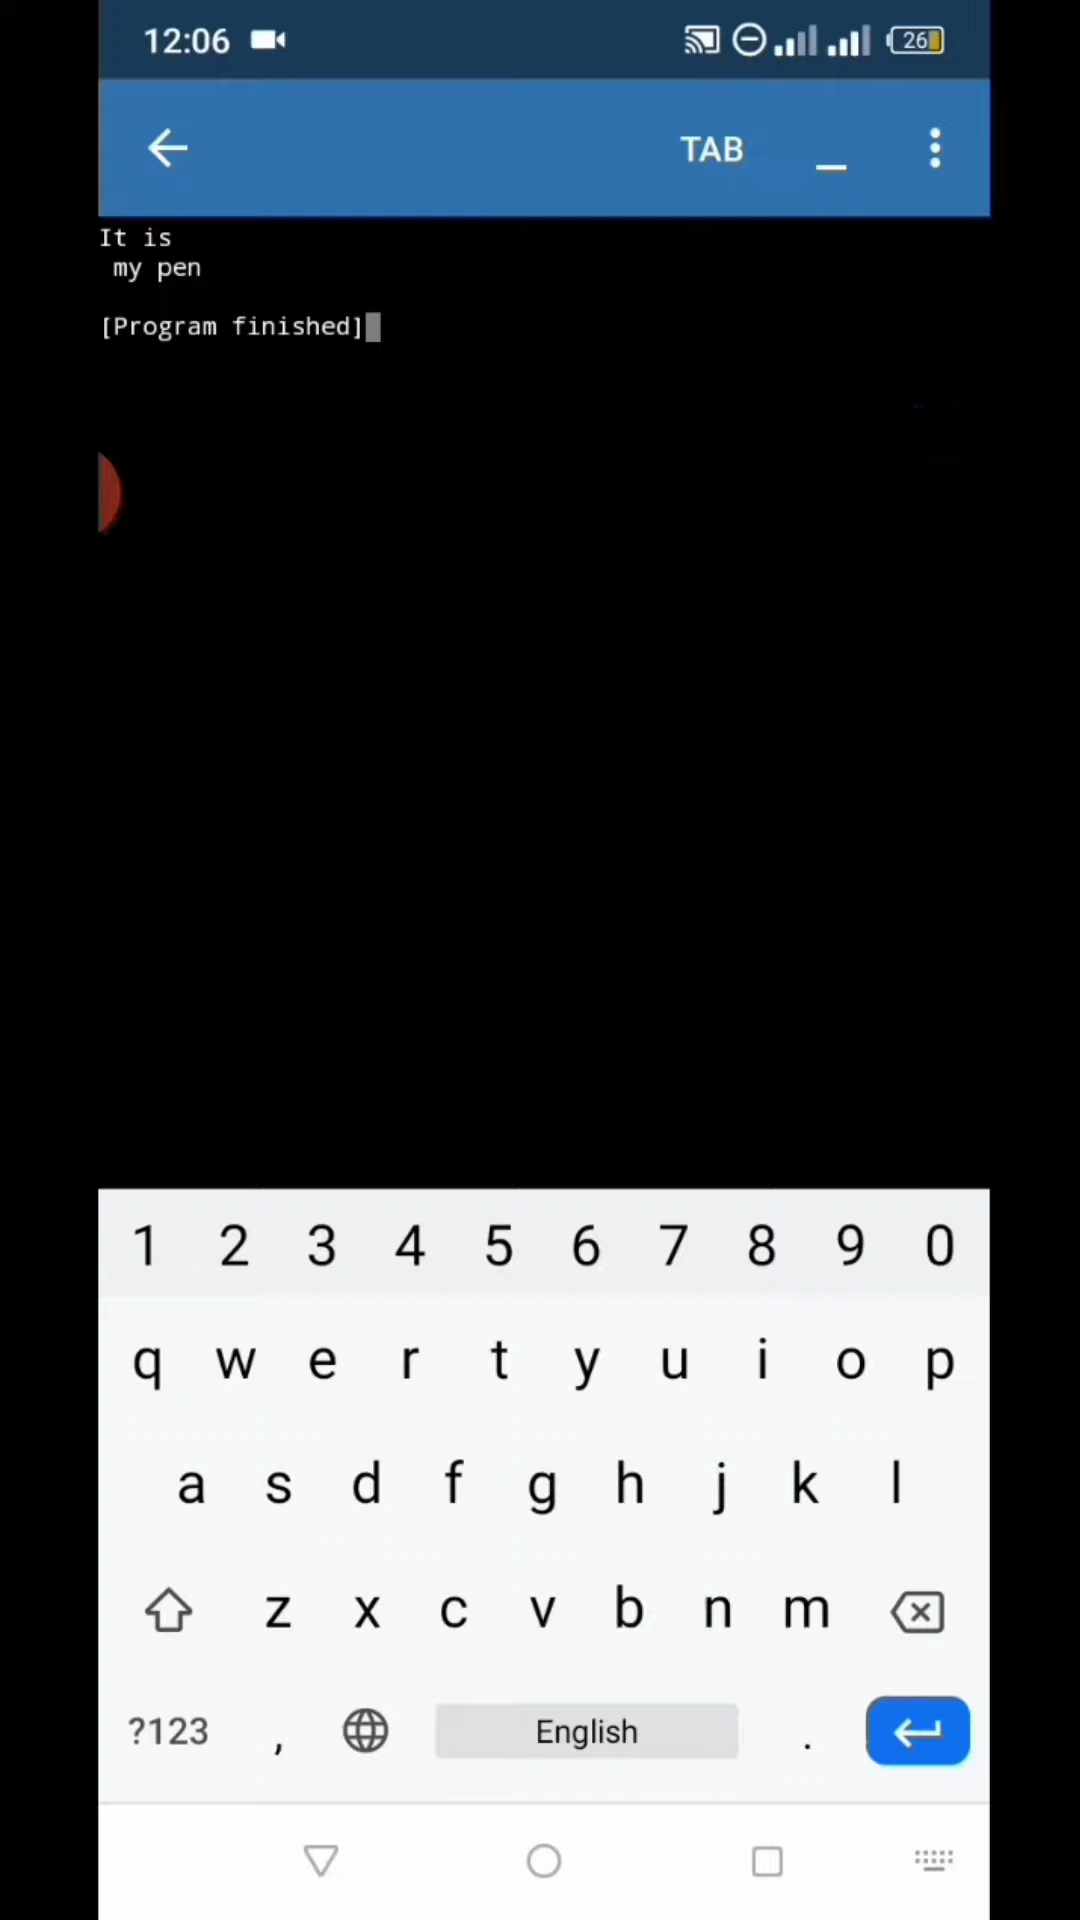 12:06 26
TAB _
It is
 my pen
[Program finished]
1 2 3 4 5 6 7 8 9 0
q w e r t y u i o p
a s d f g h j k l
z x c v b n m
?123 , English .